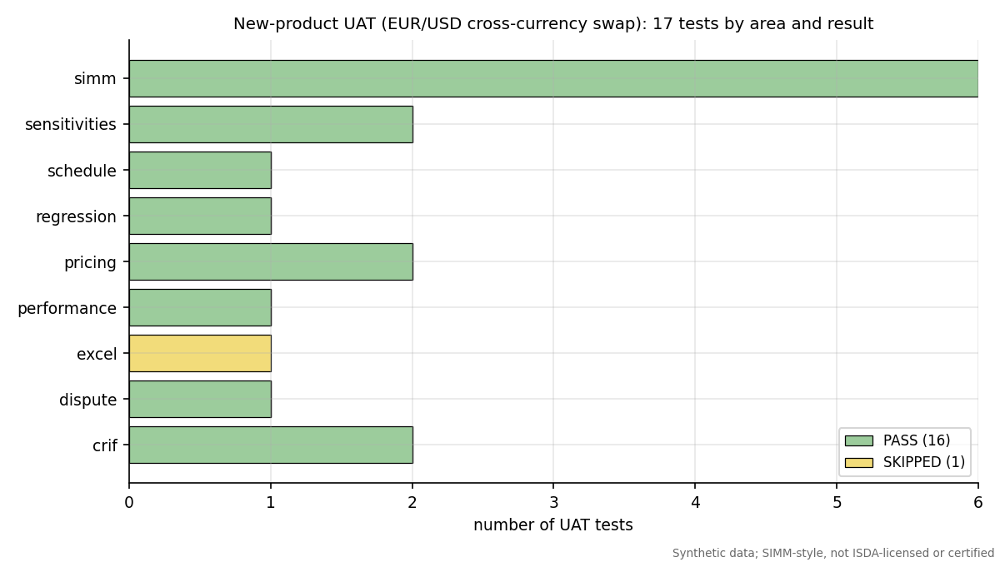 New-product UAT (EUR/USD cross-currency swap): 17 tests by area and result
simm
sensitivities
schedule
regression
pricing
performance
excel
dispute
crif
PASS (16)
SKIPPED (1)
0 1 2 3 4 5 6
number of UAT tests
Synthetic data; SIMM-style, not ISDA-licensed or certified